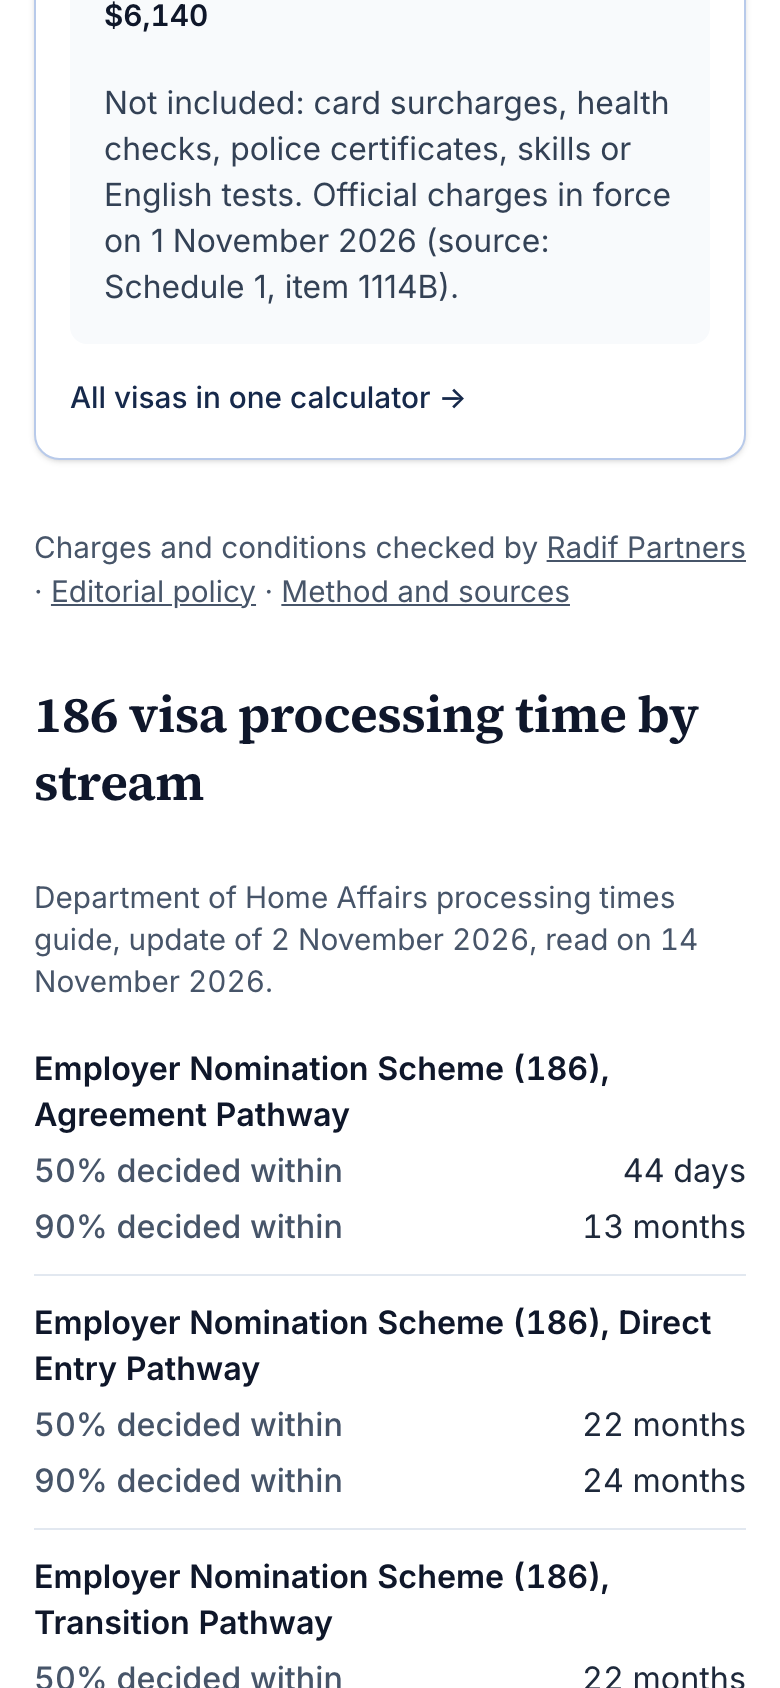 $6,140
Not included: card surcharges, health
checks, police certificates, skills or
English tests. Official charges in force
on 1 November 2026 (source:
Schedule 1, item 1114B).
All visas in one calculator →
Charges and conditions checked by Radif Partners
· Editorial policy · Method and sources
186 visa processing time by
stream
Department of Home Affairs processing times
guide, update of 2 November 2026, read on 14
November 2026.
Employer Nomination Scheme (186),
Agreement Pathway
50% decided within 44 days
90% decided within 13 months
Employer Nomination Scheme (186), Direct
Entry Pathway
50% decided within 22 months
90% decided within 24 months
Employer Nomination Scheme (186),
Transition Pathway
50% decided within 22 months